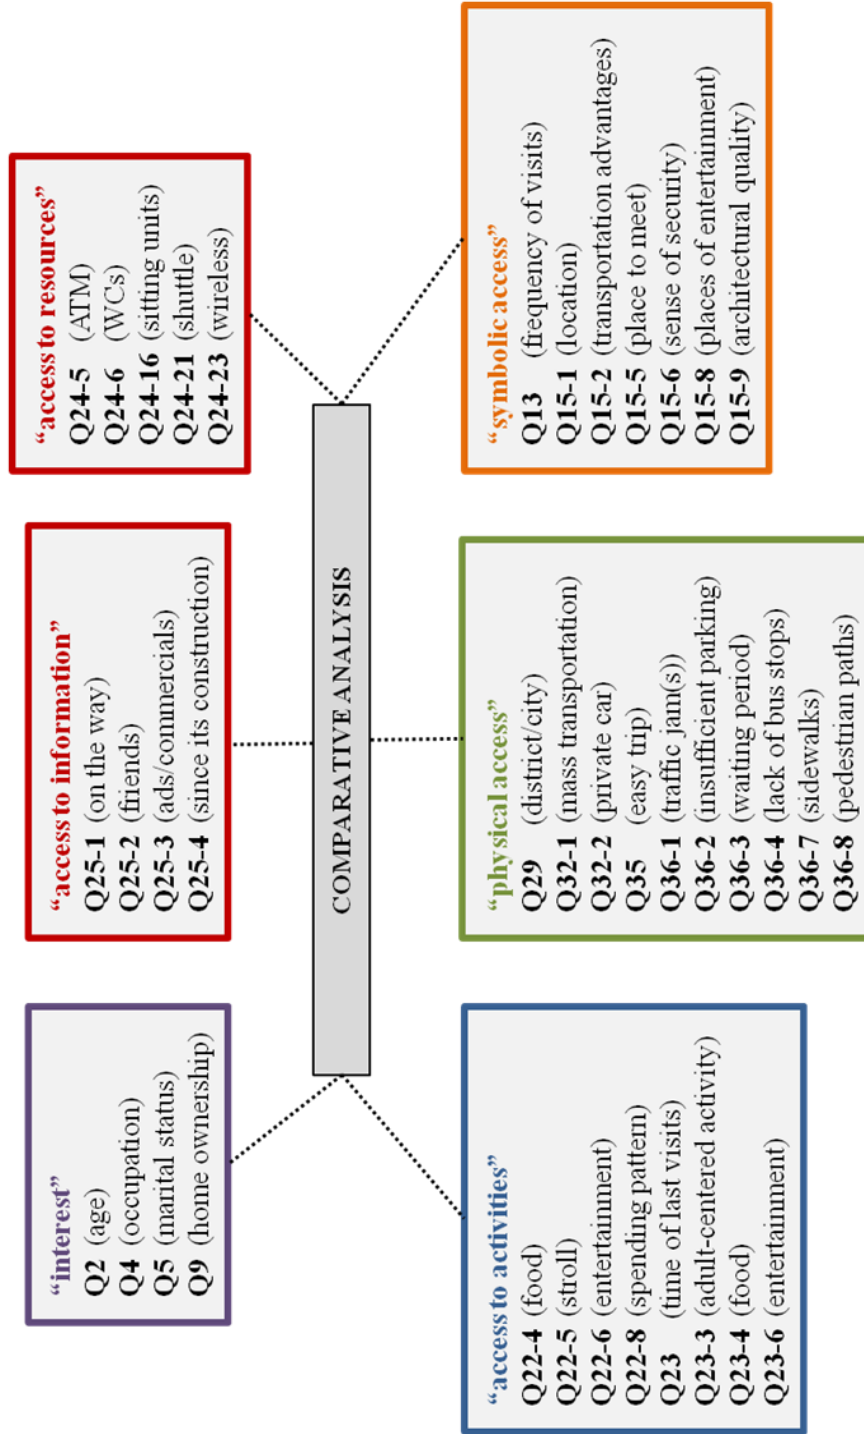 “interest”
Q2 (age)
Q4 (occupation)
Q5 (marital status)
Q9 (home ownership)
“access to information”
Q25-1 (on the way)
Q25-2 (friends)
Q25-3 (ads/commercials)
Q25-4 (since its construction)
“access to resources”
Q24-5 (ATM)
Q24-6 (WCs)
Q24-16 (sitting units)
Q24-21 (shuttle)
Q24-23 (wireless)
COMPARATIVE ANALYSIS
“access to activities”
Q22-4 (food)
Q22-5 (stroll)
Q22-6 (entertainment)
Q22-8 (spending pattern)
Q23 (time of last visits)
Q23-3 (adult-centered activity)
Q23-4 (food)
Q23-6 (entertainment)
“physical access”
Q29 (district/city)
Q32-1 (mass transportation)
Q32-2 (private car)
Q35 (easy trip)
Q36-1 (traffic jam(s))
Q36-2 (insufficient parking)
Q36-3 (waiting period)
Q36-4 (lack of bus stops)
Q36-7 (sidewalks)
Q36-8 (pedestrian paths)
“symbolic access”
Q13 (frequency of visits)
Q15-1 (location)
Q15-2 (transportation advantages)
Q15-5 (place to meet)
Q15-6 (sense of security)
Q15-8 (places of entertainment)
Q15-9 (architectural quality)